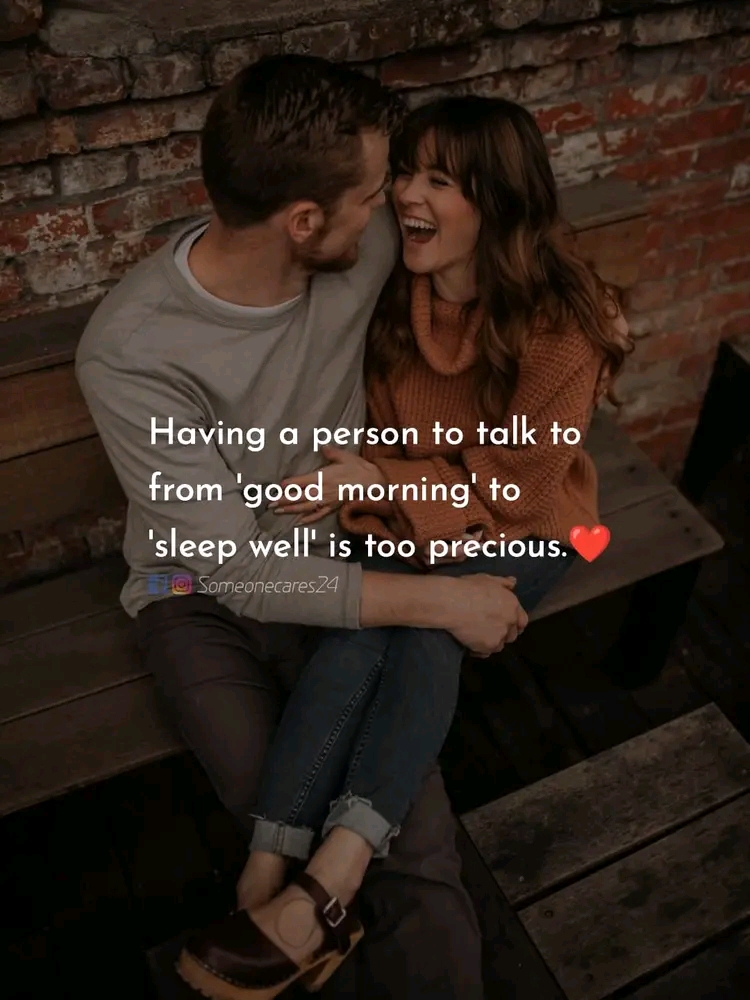 Having a person to talk to
from 'good morning' to
'sleep well' is too precious.❤️
Someonecares24